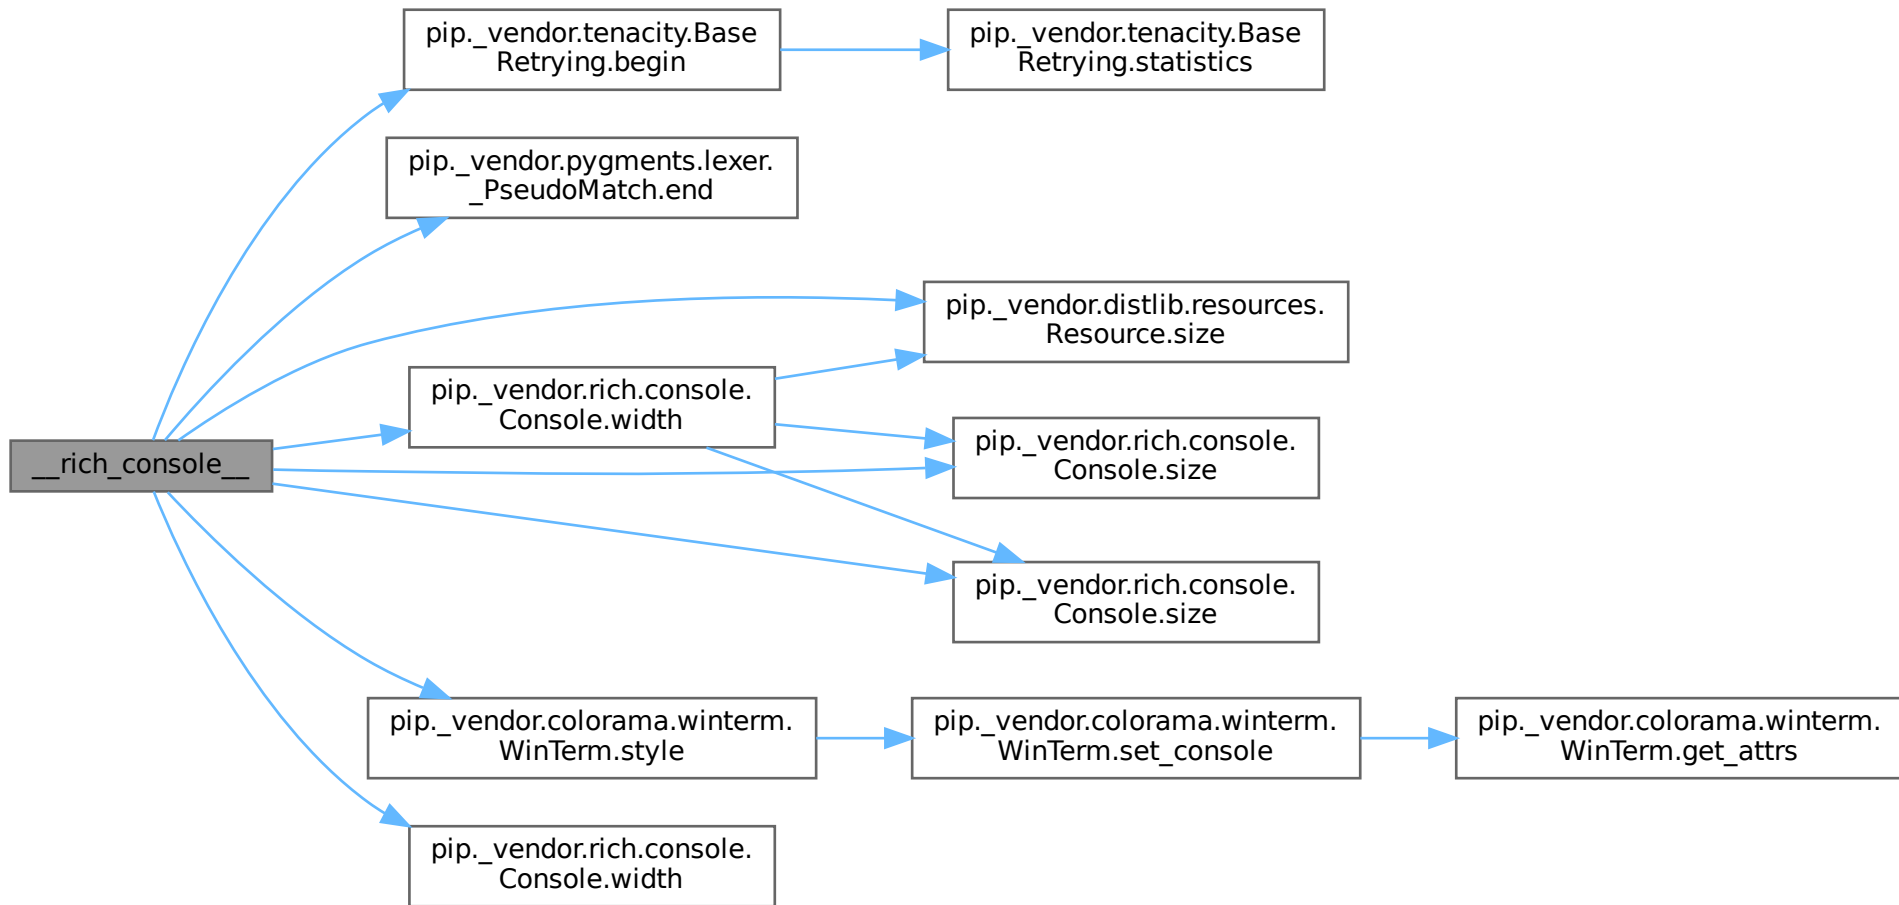 pip._vendor.tenacity.Base
Retrying.begin
pip._vendor.tenacity.Base
Retrying.statistics
pip._vendor.pygments.lexer.
_PseudoMatch.end
pip._vendor.distlib.resources.
Resource.size
pip._vendor.rich.console.
Console.width
pip._vendor.rich.console.
Console.size
__rich_console__
pip._vendor.rich.console.
Console.size
pip._vendor.colorama.winterm.
WinTerm.style
pip._vendor.colorama.winterm.
WinTerm.set_console
pip._vendor.colorama.winterm.
WinTerm.get_attrs
pip._vendor.rich.console.
Console.width